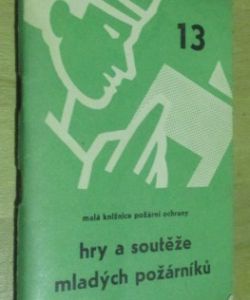 13
malá knižnice požární ochrany
hry a soutěže
mladých požárníků